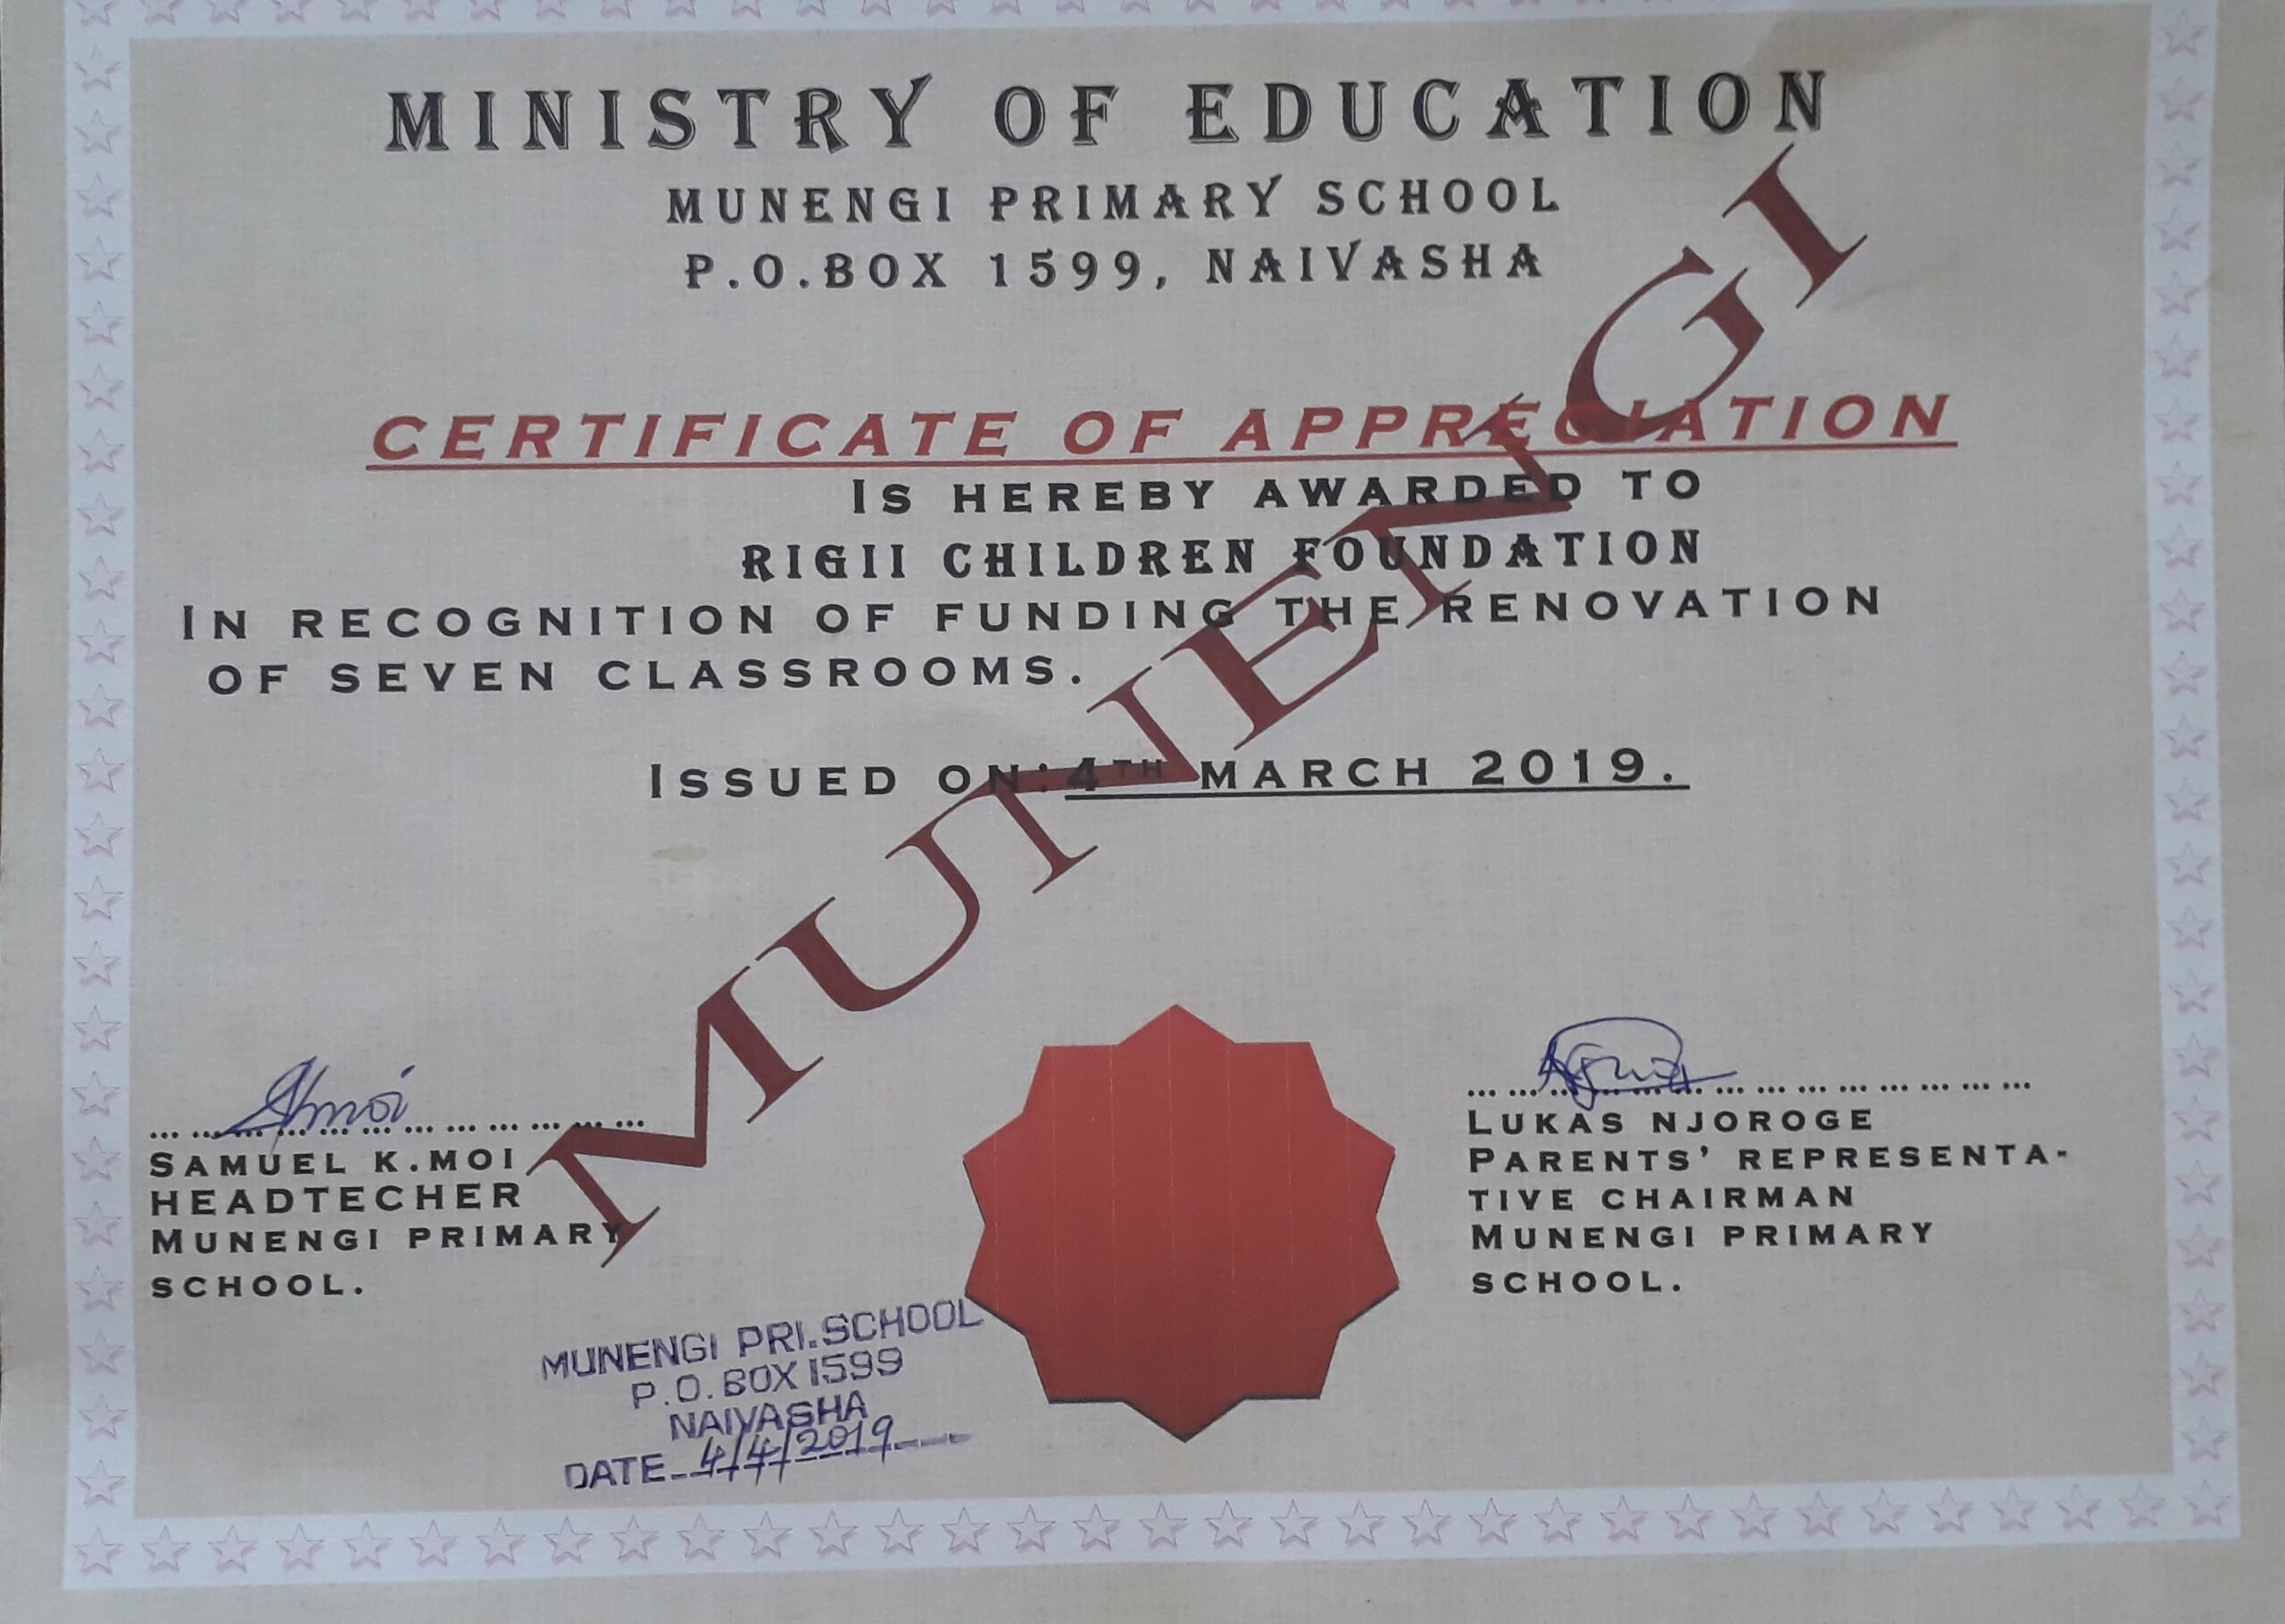 MINISTRY OF EDUCATION
MUNENGI PRIMARY SCHOOL
P.O.BOX 1599, NAIVASHA
CERTIFICATE OF APPRECIATION
IS HEREBY AWARDED TO
RIGII CHILDREN FOUNDATION
IN RECOGNITION OF FUNDING THE RENOVATION
OF SEVEN CLASSROOMS.
ISSUED ON: 4TH MARCH 2019.
MUNENGI
SAMUEL K.MOI
HEADTECHER
MUNENGI PRIMARY
SCHOOL.
LUKAS NJOROGE
PARENTS' REPRESENTA-
TIVE CHAIRMAN
MUNENGI PRIMARY
SCHOOL.
MUNENGI PRI.SCHOOL
P.O. BOX 1599
NAIVASHA
DATE 4/4/2019